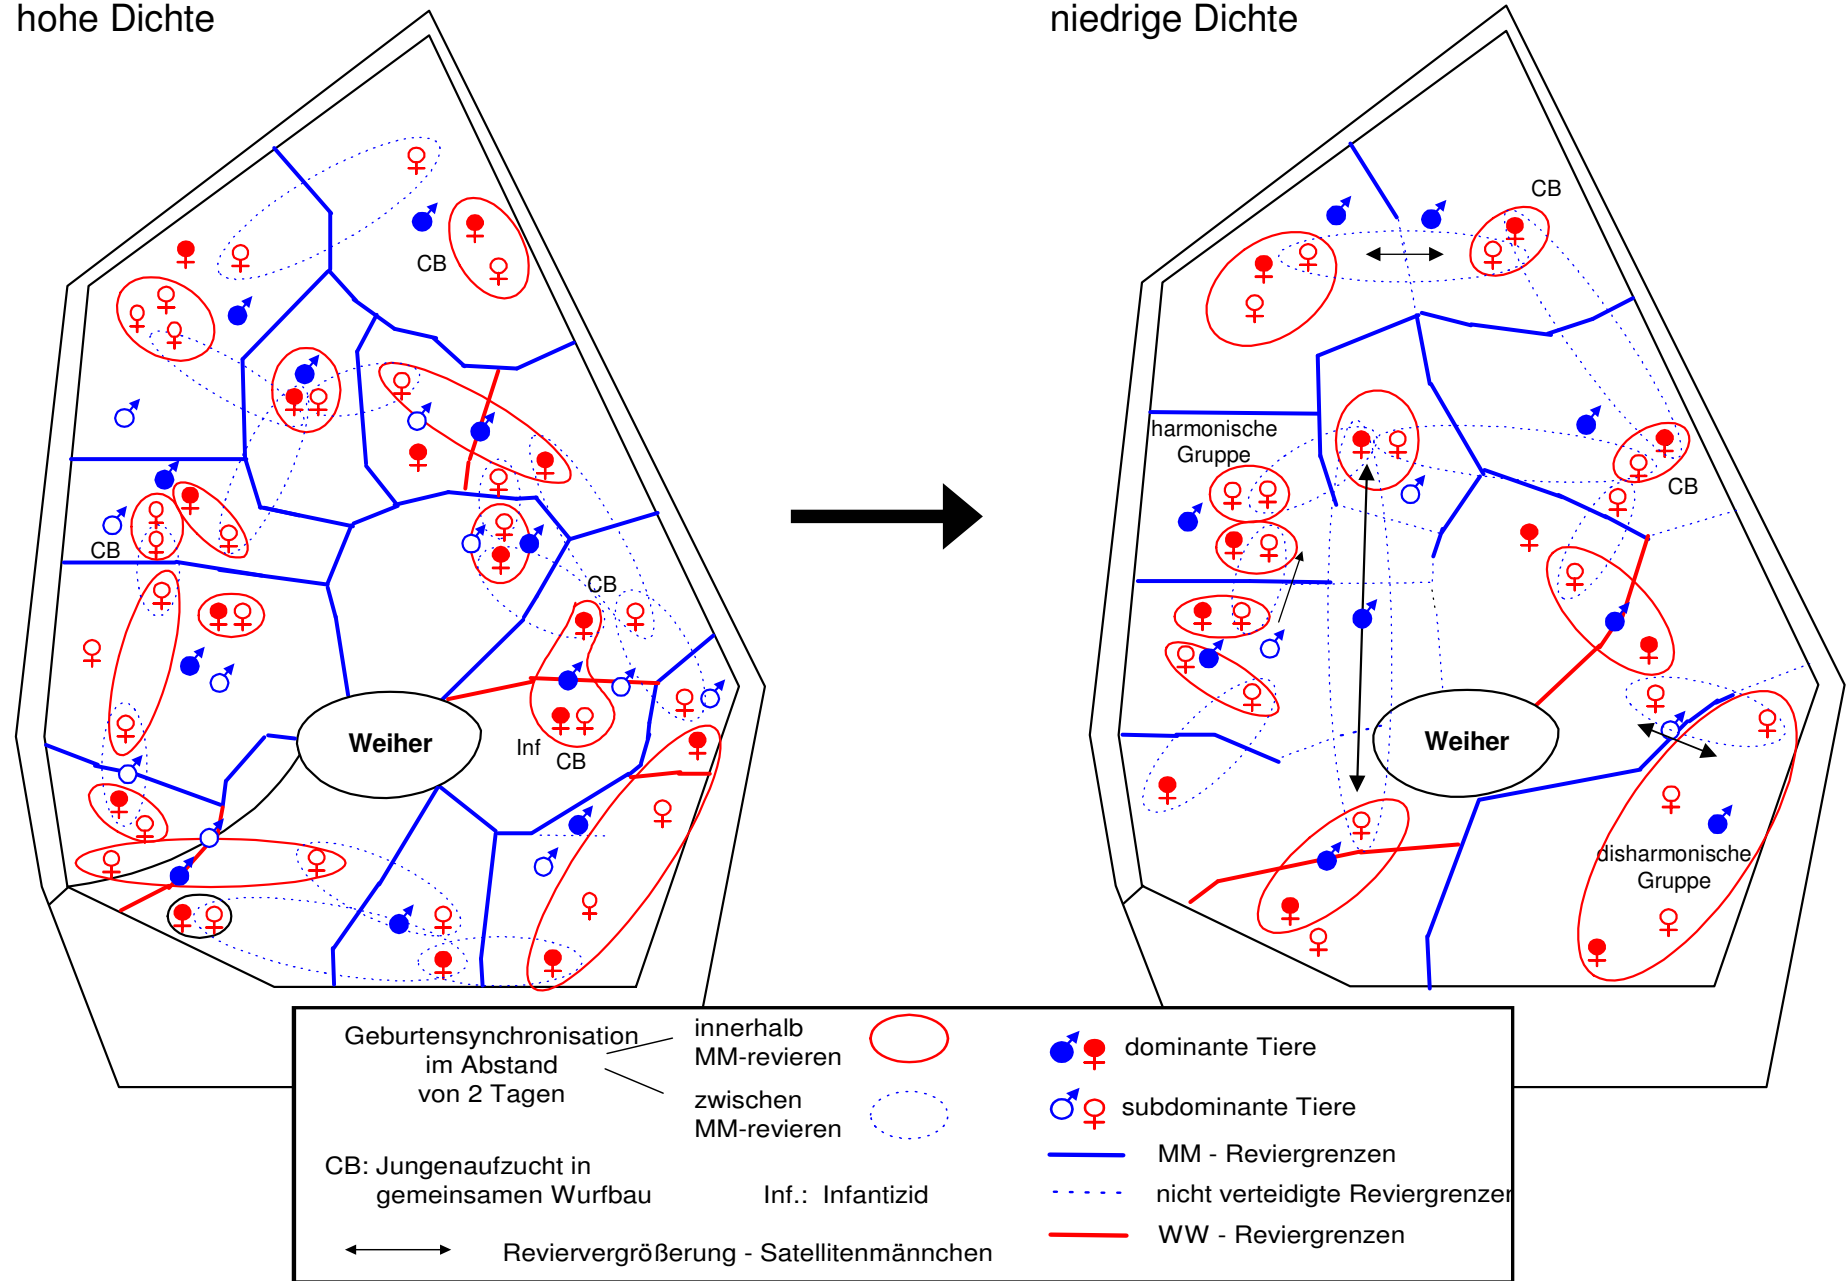 hohe Dichte
niedrige Dichte
CB
CB
harmonische
Gruppe
CB
CB
CB
Inf
CB
Weiher
Weiher
disharmonische
Gruppe
Geburtensynchronisation
im Abstand
von 2 Tagen
innerhalb
MM-revieren
zwischen
MM-revieren
CB: Jungenaufzucht in
gemeinsamen Wurfbau
Inf.: Infantizid
Reviervergrößerung - Satellitenmännchen
dominante Tiere
subdominante Tiere
MM - Reviergrenzen
nicht verteidigte Reviergrenzen
WW - Reviergrenzen